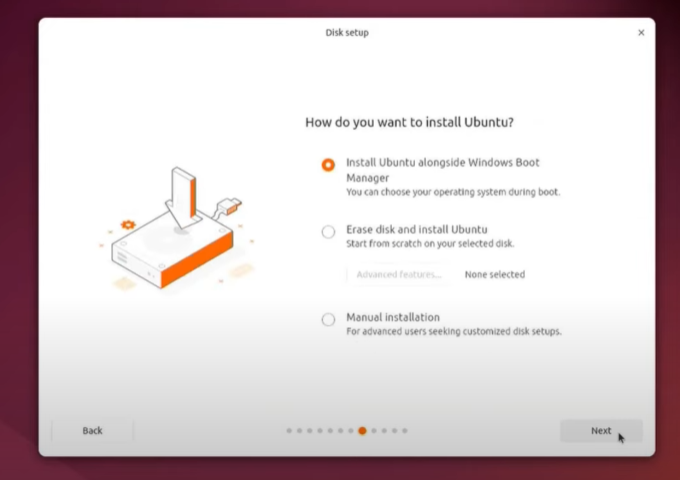 Disk setup
How do you want to install Ubuntu?
Install Ubuntu alongside Windows Boot
Manager
You can choose your operating system during boot.
Erase disk and install Ubuntu
Start from scratch on your selected disk.
Advanced features... None selected
Manual installation
For advanced users seeking customized disk setups.
Back Next